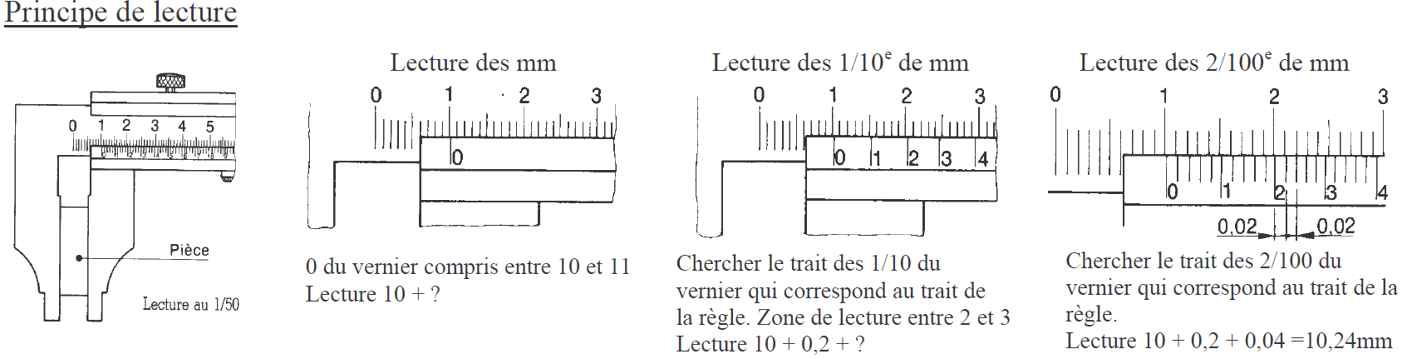 Principe de lecture
0 1 2 3 4 5
Pièce
Lecture au 1/50
Lecture des mm
0 1 2 3
0
0 du vernier compris entre 10 et 11
Lecture 10 + ?
Lecture des 1/10e de mm
0 1 2 3
0 1 2 3 4
Chercher le trait des 1/10 du
vernier qui correspond au trait de
la règle. Zone de lecture entre 2 et 3
Lecture 10 + 0,2 + ?
Lecture des 2/100e de mm
0 1 2 3
0 1 2 3 4
0,02 0,02
Chercher le trait des 2/100 du
vernier qui correspond au trait de la
règle.
Lecture 10 + 0,2 + 0,04 =10,24mm